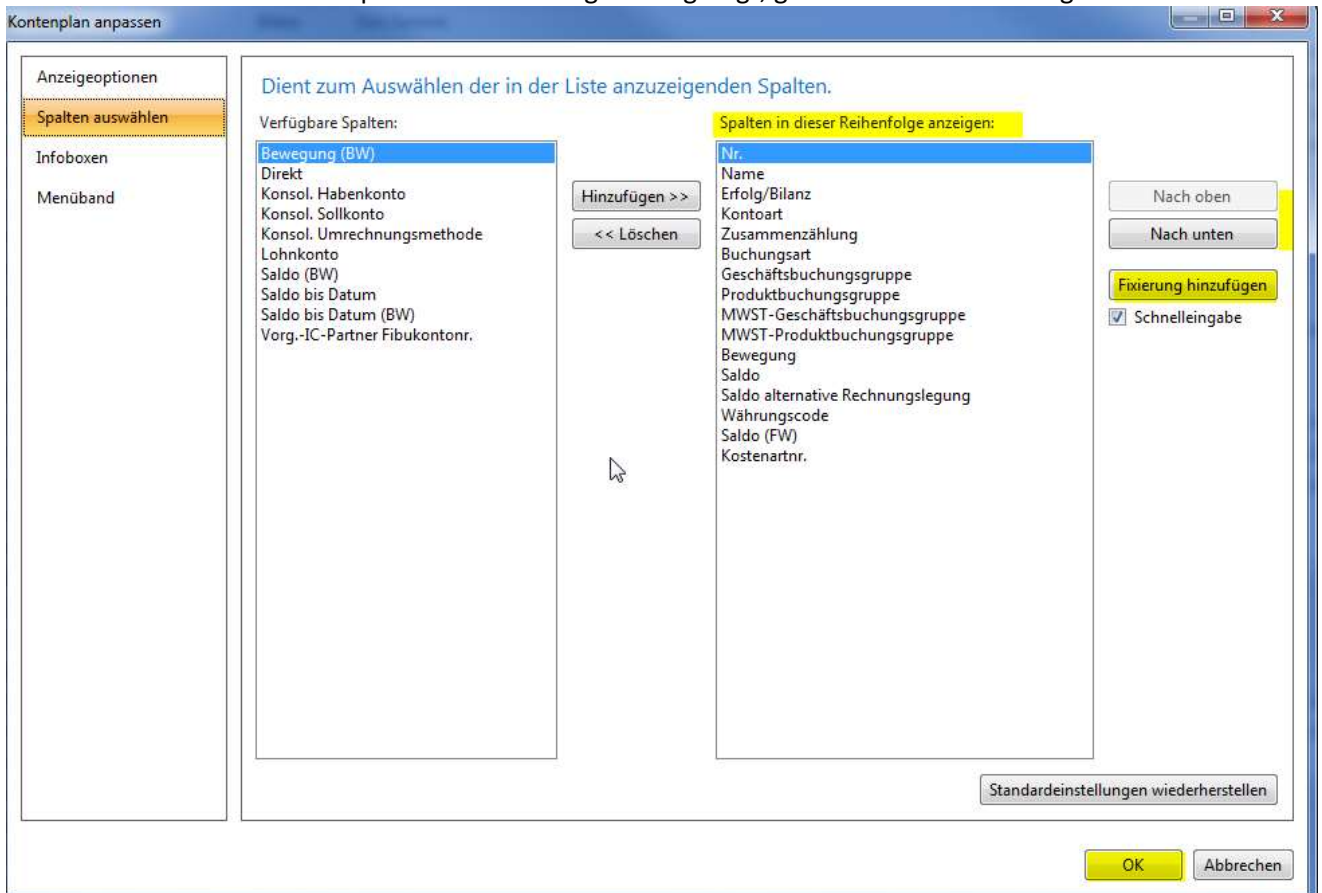 Kontenplan anpassen
Anzeigeoptionen
Spalten auswählen
Infoboxen
Menüband
Dient zum Auswählen der in der Liste anzuzeigenden Spalten.
Verfügbare Spalten:
Bewegung (BW)
Direkt
Konsol. Habenkonto
Konsol. Sollkonto
Konsol. Umrechnungsmethode
Lohnkonto
Saldo (BW)
Saldo bis Datum
Saldo bis Datum (BW)
Vorg.-IC-Partner Fibukontonr.
Hinzufügen >>
<< Löschen
Spalten in dieser Reihenfolge anzeigen:
Nr.
Name
Erfolg/Bilanz
Kontoart
Zusammenzählung
Buchungsart
Geschäftsbuchungsgruppe
Produktbuchungsgruppe
MWST-Geschäftsbuchungsgruppe
MWST-Produktbuchungsgruppe
Bewegung
Saldo
Saldo alternative Rechnungslegung
Währungscode
Saldo (FW)
Kostenartnr.
Nach oben
Nach unten
Fixierung hinzufügen
Schnelleingabe
Standardeinstellungen wiederherstellen
OK
Abbrechen